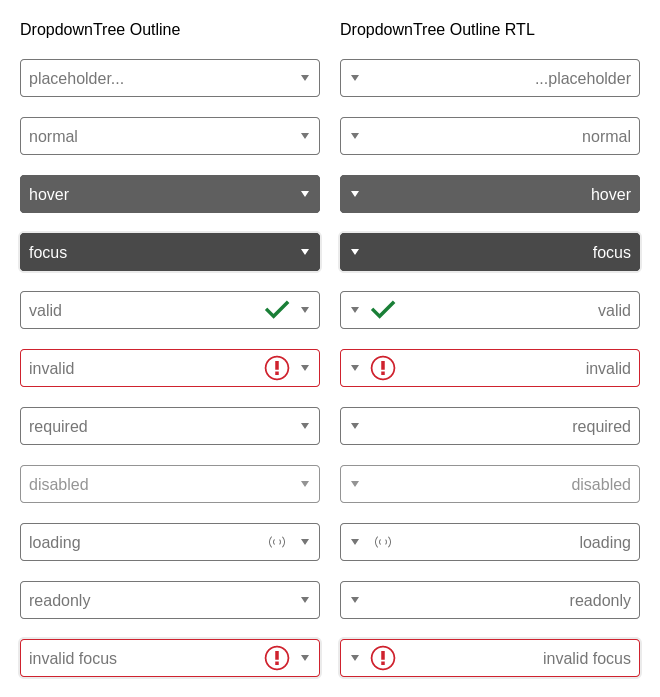 DropdownTree Outline
DropdownTree Outline RTL
placeholder...
...placeholder
normal
normal
hover
hover
focus
focus
valid
valid
invalid
invalid
required
required
disabled
disabled
loading
loading
readonly
readonly
invalid focus
invalid focus